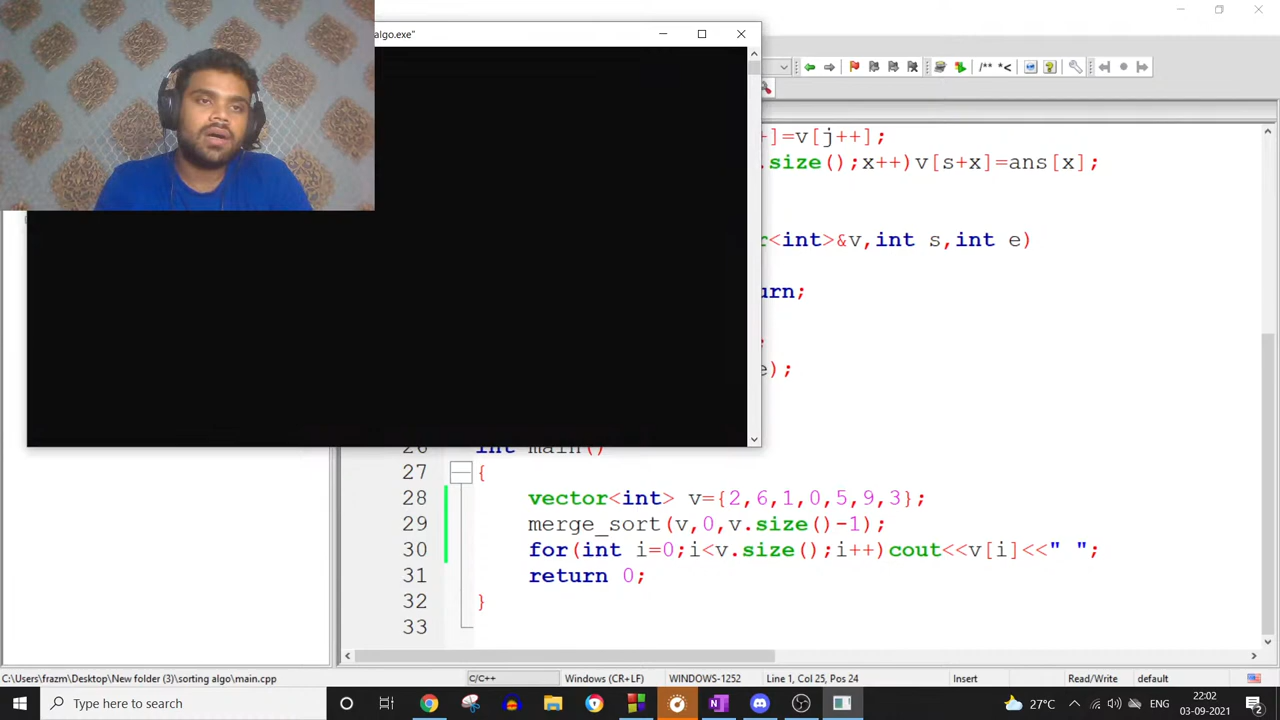 algo.exe"
]=v[j++];
.size();x++)v[s+x]=ans[x];
<int>&v,int s,int e)
urn;
e);
26 int main()
27 {
28 vector<int> v={2,6,1,0,5,9,3};
29 merge_sort(v,0,v.size()-1);
30 for(int i=0;i<v.size();i++)cout<<v[i]<<" ";
31 return 0;
32 }
33
C:\Users\frazm\Desktop\New folder (3)\sorting algo\main.cpp C/C++ Windows (CR+LF) WINDOWS-1252 Line 1, Col 25, Pos 24 Insert Read/Write default
Type here to search 27°C ENG 22:02
03-09-2021 2